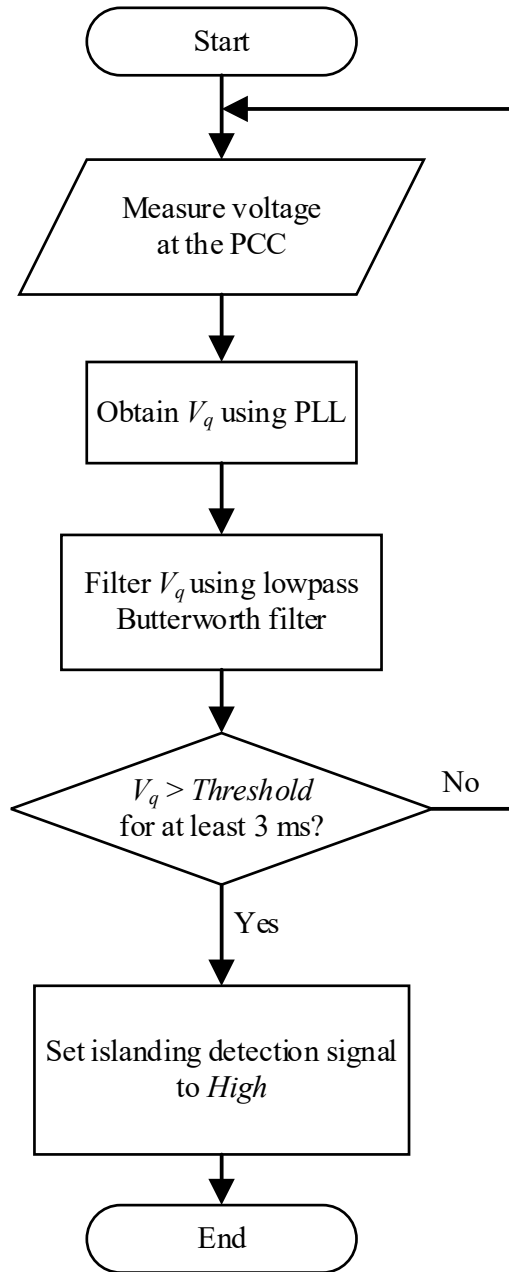 Start
Measure voltage
at the PCC
Obtain Vq using PLL
Filter Vq using lowpass
Butterworth filter
Vq > Threshold
for at least 3 ms?
No
Yes
Set islanding detection signal
to High
End